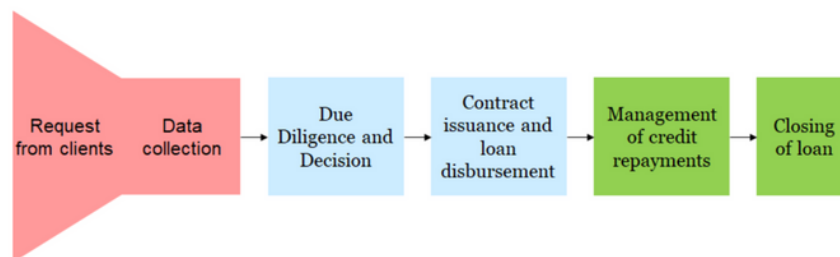 Request
from clients
Data
collection
Due
Diligence and
Decision
Contract
issuance and
loan
disbursement
Management
of credit
repayments
Closing
of loan